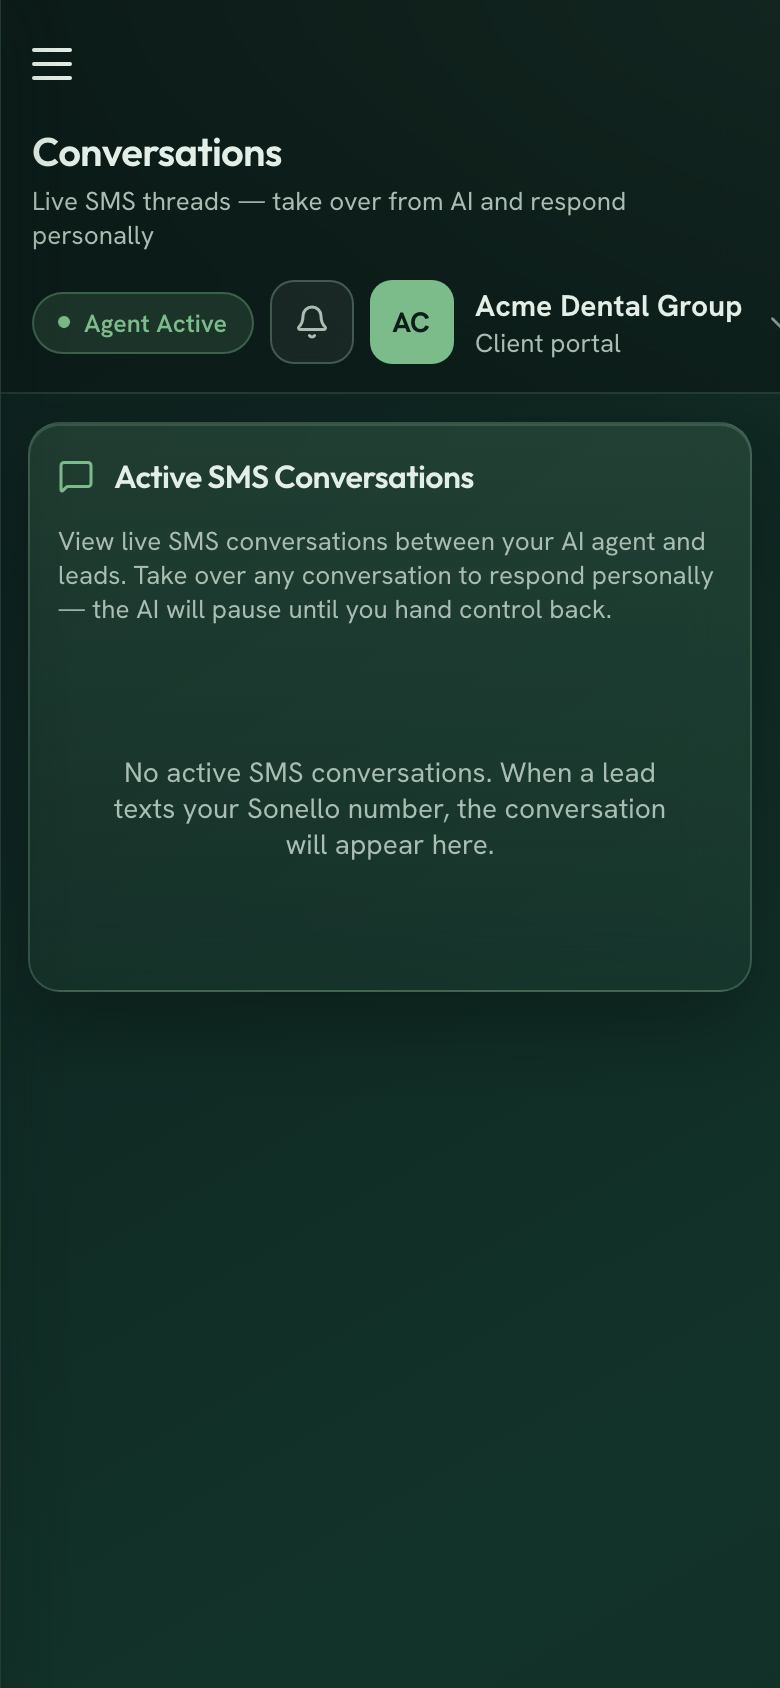 Conversations
Live SMS threads — take over from AI and respond
personally
Agent Active
AC
Acme Dental Group
Client portal
Active SMS Conversations
View live SMS conversations between your AI agent and
leads. Take over any conversation to respond personally
— the AI will pause until you hand control back.
No active SMS conversations. When a lead
texts your Sonello number, the conversation
will appear here.